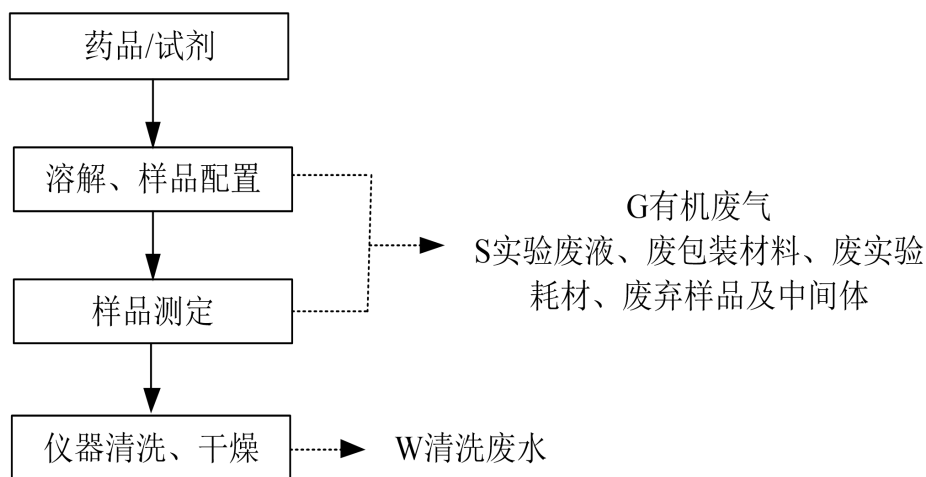 药品/试剂
溶解、样品配置
G有机废气
S实验废液、废包装材料、废实验
耗材、废弃样品及中间体
样品测定
仪器清洗、干燥
W清洗废水